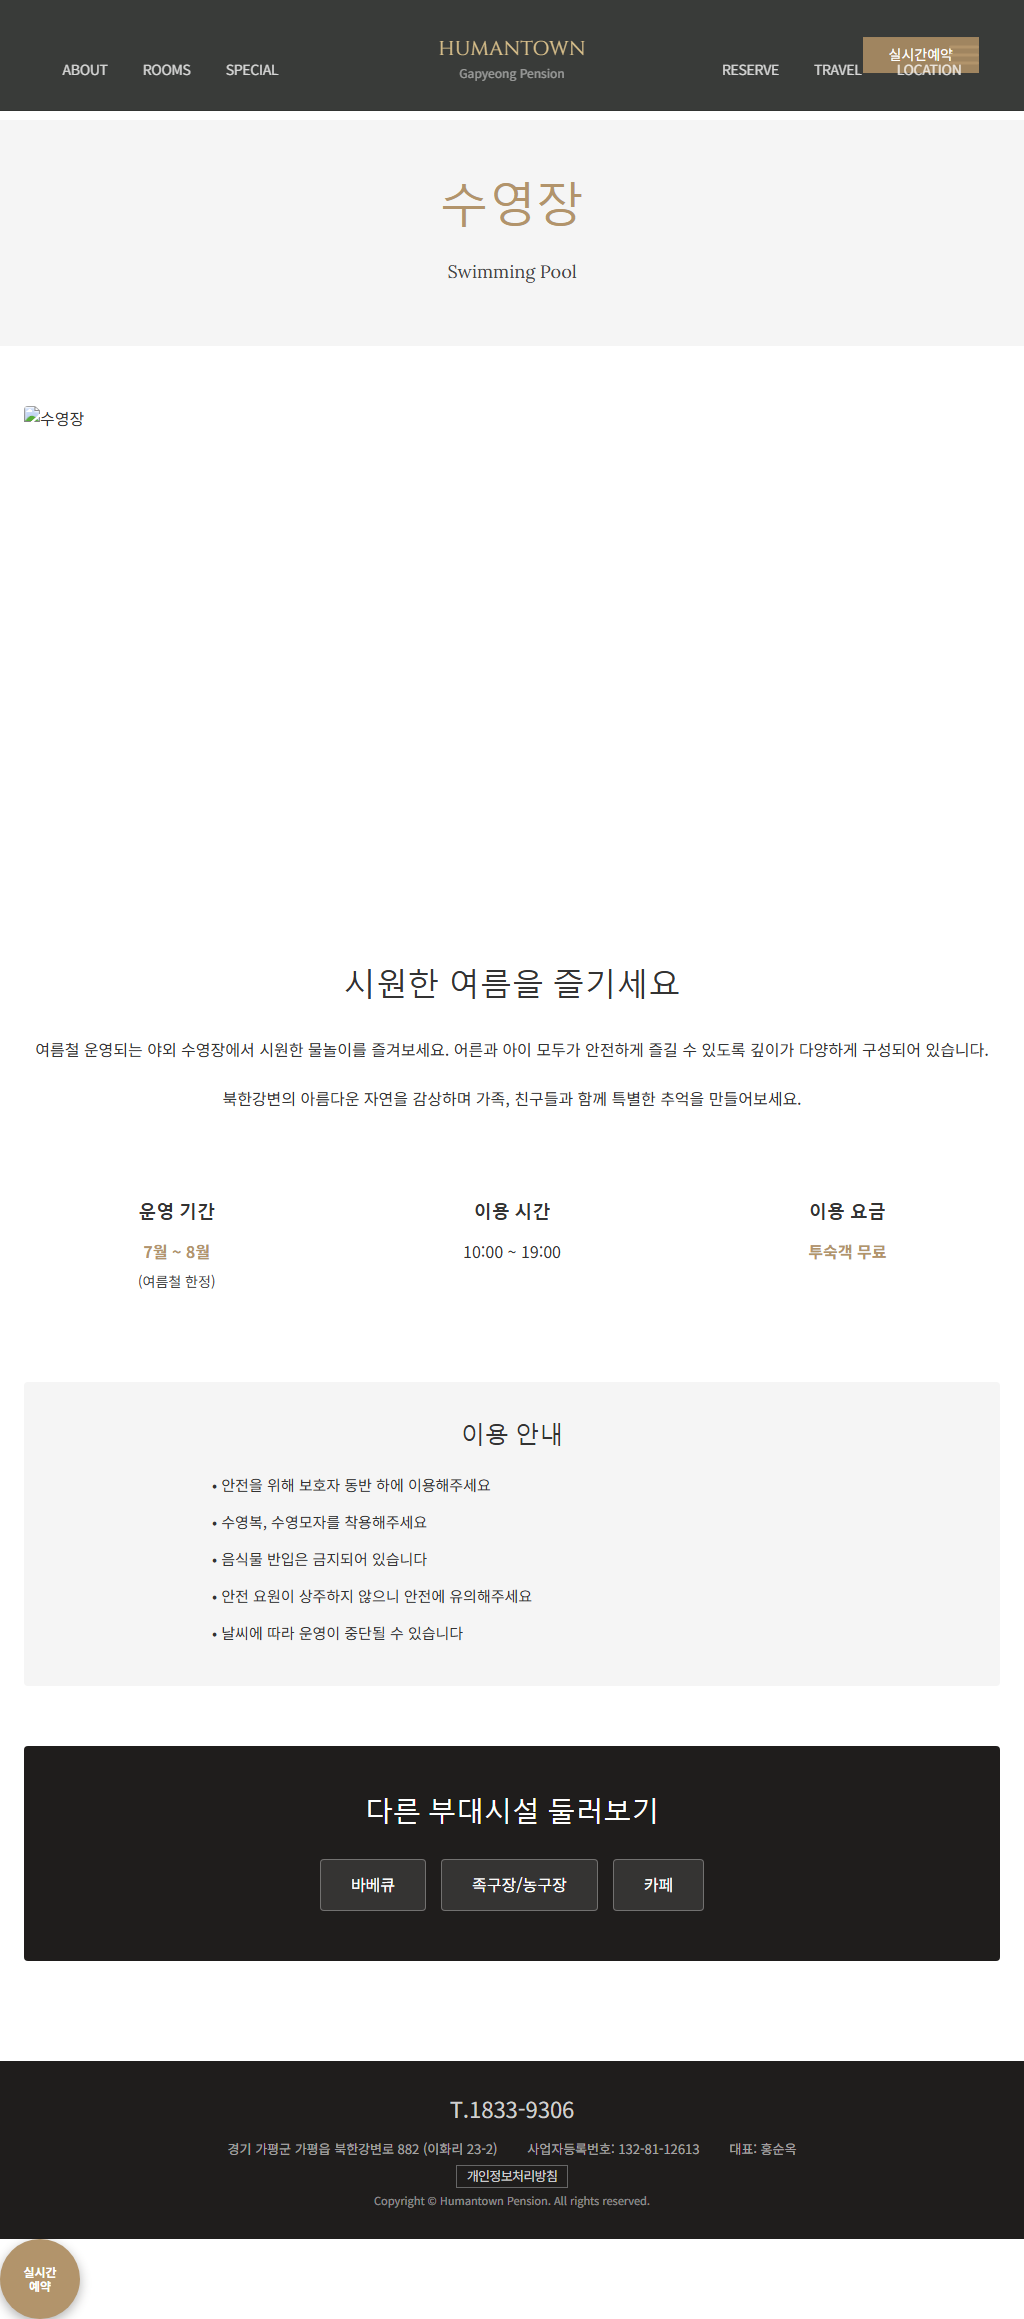 HUMANTOWN
Gapyeong Pension
ABOUT ROOMS SPECIAL
RESERVE TRAVEL LOCATION
실시간예약
수영장
Swimming Pool
수영장
시원한 여름을 즐기세요
여름철 운영되는 야외 수영장에서 시원한 물놀이를 즐겨보세요. 어른과 아이 모두가 안전하게 즐길 수 있도록 깊이가 다양하게 구성되어 있습니다.
북한강변의 아름다운 자연을 감상하며 가족, 친구들과 함께 특별한 추억을 만들어보세요.
운영 기간
7월 ~ 8월
(여름철 한정)
이용 시간
10:00 ~ 19:00
이용 요금
투숙객 무료
이용 안내
• 안전을 위해 보호자 동반 하에 이용해주세요
• 수영복, 수영모자를 착용해주세요
• 음식물 반입은 금지되어 있습니다
• 안전 요원이 상주하지 않으니 안전에 유의해주세요
• 날씨에 따라 운영이 중단될 수 있습니다
다른 부대시설 둘러보기
바베큐 족구장/농구장 카페
T.1833-9306
경기 가평군 가평읍 북한강변로 882 (이화리 23-2) 사업자등록번호: 132-81-12613 대표: 홍순옥
개인정보처리방침
Copyright © Humantown Pension. All rights reserved.
실시간
예약